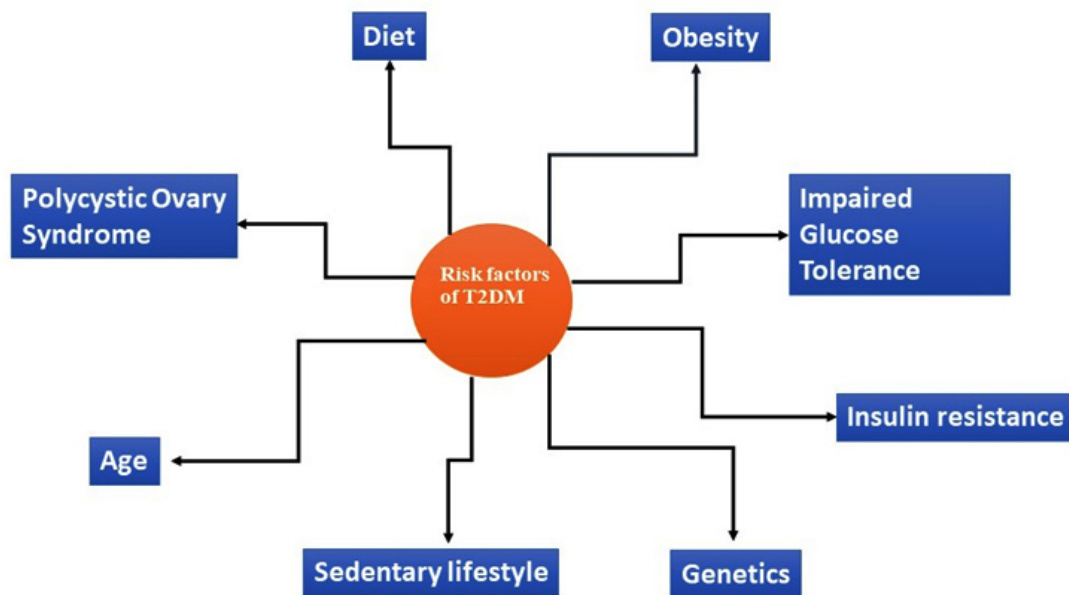 Diet
Obesity
Polycystic Ovary
Syndrome
Impaired
Glucose
Tolerance
Risk factors
of T2DM
Insulin resistance
Age
Sedentary lifestyle
Genetics